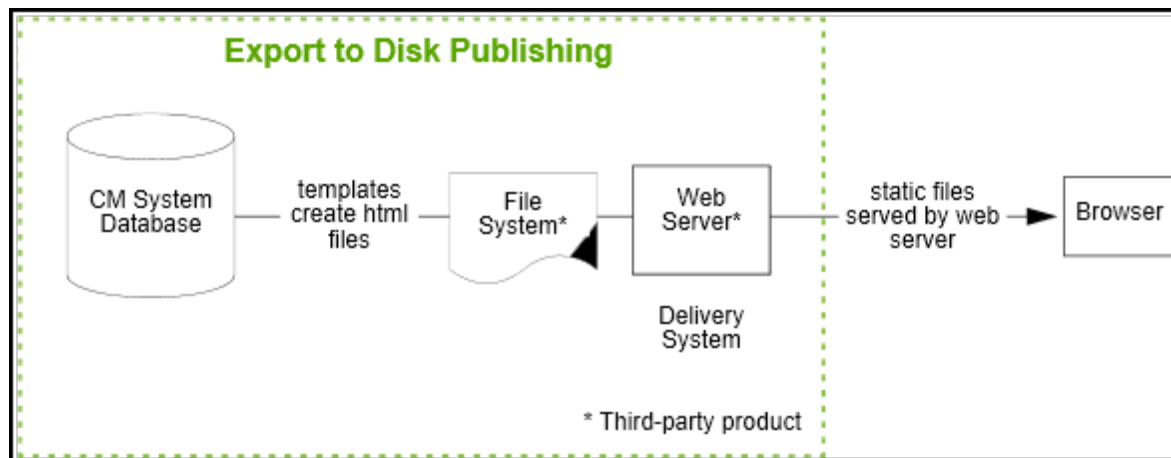 Export to Disk Publishing
CM System
Database
templates
create html
files
File
System*
Web
Server*
static files
served by web
server
Browser
Delivery
System
* Third-party product